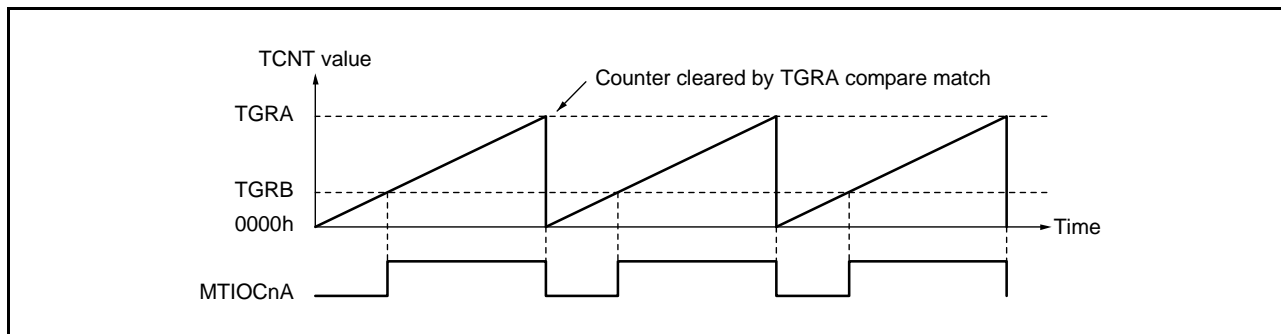 TCNT value
Counter cleared by TGRA compare match
TGRA
TGRB
0000h
Time
MTIOCnA